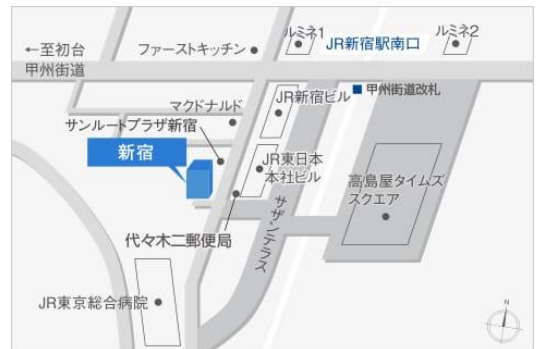 ルミネ1
JR新宿駅南口
ルミネ2
←至初台
ファーストキッチン
甲州街道
甲州街道改札
JR新宿ビル
マクドナルド
サンルートプラザ新宿
新宿
JR東日本
本社ビル
高島屋タイムズ
スクエア
サザンテラス
代々木二郵便局
JR東京総合病院
N